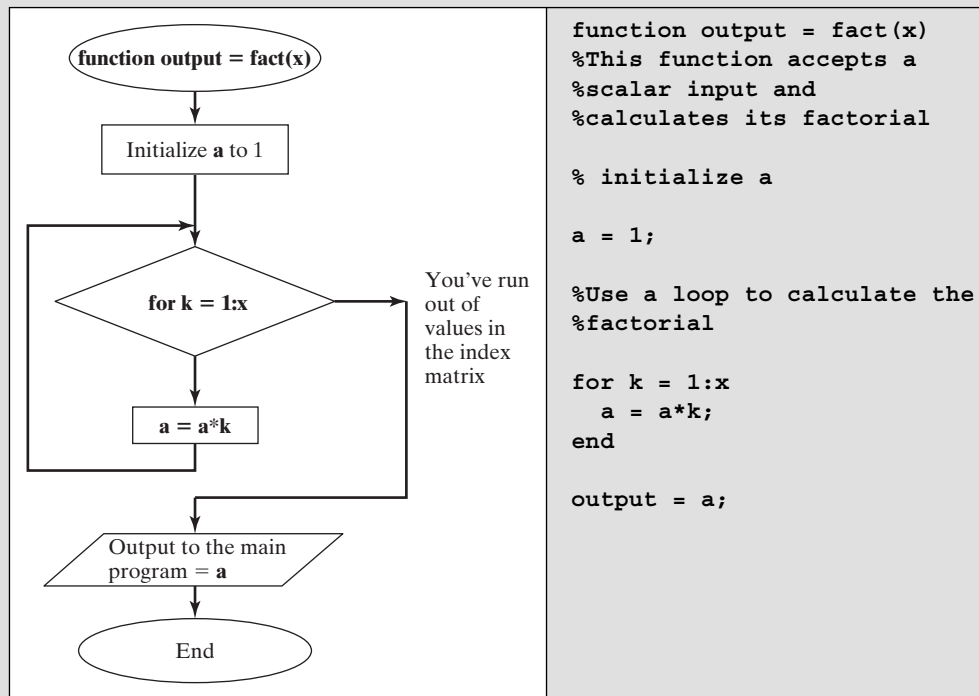 function output = fact(x)
Initialize a to 1
for k = 1:x
You've run
out of
values in
the index
matrix
a = a*k
Output to the main
program = a
End
function output = fact(x)
%This function accepts a
%scalar input and
%calculates its factorial
% initialize a
a = 1;
%Use a loop to calculate the
%factorial
for k = 1:x
a = a*k;
end
output = a;